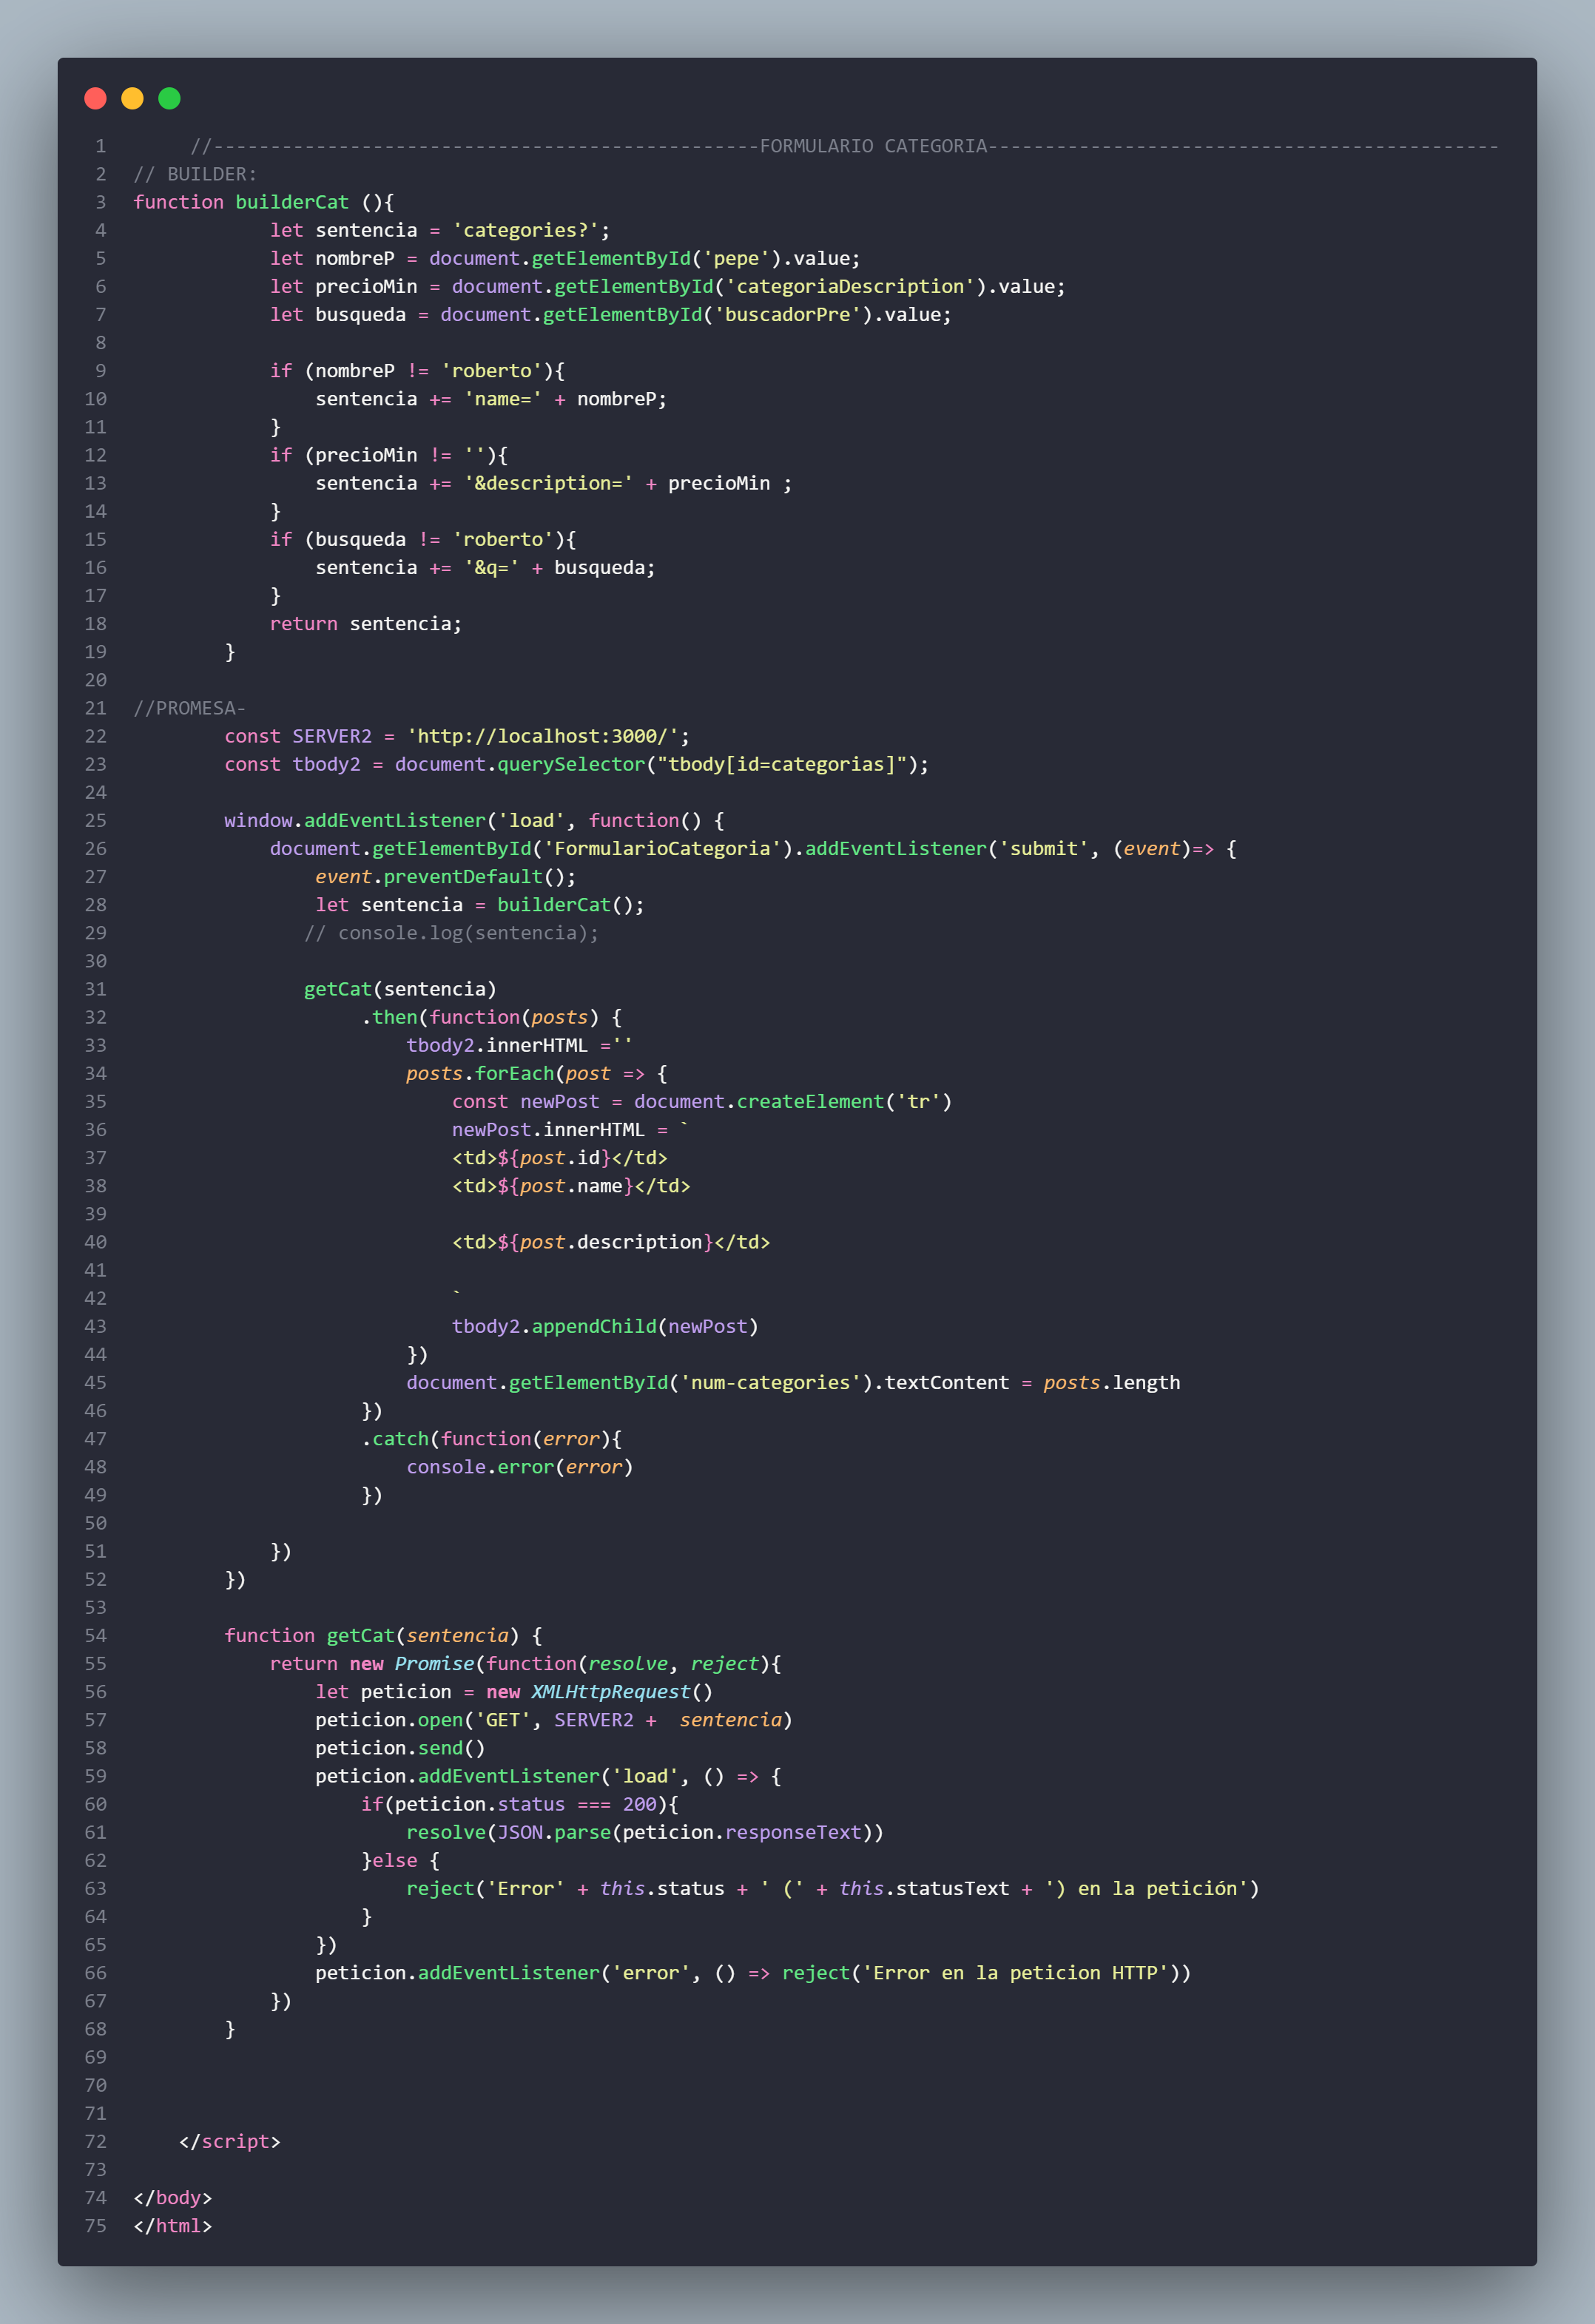 1      //------------------------------------------------FORMULARIO CATEGORIA---------------------------------------------
2 // BUILDER:
3 function builderCat (){
4             let sentencia = 'categories?';
5             let nombreP = document.getElementById('pepe').value;
6             let precioMin = document.getElementById('categoriaDescription').value;
7             let busqueda = document.getElementById('buscadorPre').value;
8
9             if (nombreP != 'roberto'){
10                 sentencia += 'name=' + nombreP;
11             }
12             if (precioMin != ''){
13                 sentencia += '&description=' + precioMin ;
14             }
15             if (busqueda != 'roberto'){
16                 sentencia += '&q=' + busqueda;
17             }
18             return sentencia;
19         }
20
21 //PROMESA-
22         const SERVER2 = 'http://localhost:3000/';
23         const tbody2 = document.querySelector("tbody[id=categorias]");
24
25         window.addEventListener('load', function() {
26             document.getElementById('FormularioCategoria').addEventListener('submit', (event)=> {
27                 event.preventDefault();
28                 let sentencia = builderCat();
29                // console.log(sentencia);
30
31                getCat(sentencia)
32                     .then(function(posts) {
33                         tbody2.innerHTML =''
34                         posts.forEach(post => {
35                             const newPost = document.createElement('tr')
36                             newPost.innerHTML = `
37                             <td>${post.id}</td>
38                             <td>${post.name}</td>
39
40                             <td>${post.description}</td>
41
42                             `
43                             tbody2.appendChild(newPost)
44                         })
45                         document.getElementById('num-categories').textContent = posts.length
46                     })
47                     .catch(function(error){
48                         console.error(error)
49                     })
50
51             })
52         })
53
54         function getCat(sentencia) {
55             return new Promise(function(resolve, reject){
56                 let peticion = new XMLHttpRequest()
57                 peticion.open('GET', SERVER2 +  sentencia)
58                 peticion.send()
59                 peticion.addEventListener('load', () => {
60                     if(peticion.status === 200){
61                         resolve(JSON.parse(peticion.responseText))
62                     }else {
63                         reject('Error' + this.status + ' (' + this.statusText + ') en la petición')
64                     }
65                 })
66                 peticion.addEventListener('error', () => reject('Error en la peticion HTTP'))
67             })
68         }
69
70
71
72     </script>
73
74 </body>
75 </html>